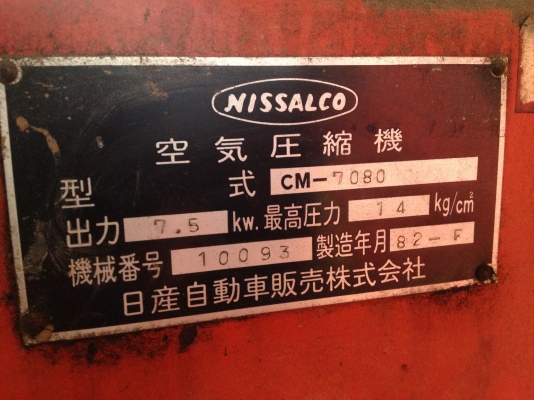 NISSALCO
空気圧縮機
型式 CM-7080
出力 7.5 kw. 最高圧力 14 kg/cm²
機械番号 10093 製造年月 82-F
日産自動車販売株式会社